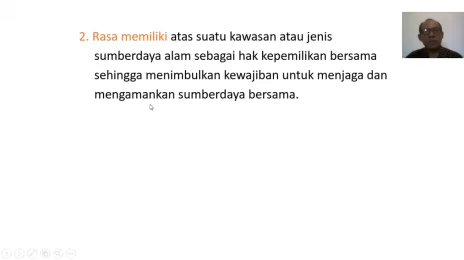 2. Rasa memiliki atas suatu kawasan atau jenis
sumberdaya alam sebagai hak kepemilikan bersama
sehingga menimbulkan kewajiban untuk menjaga dan
mengamankan sumberdaya bersama.